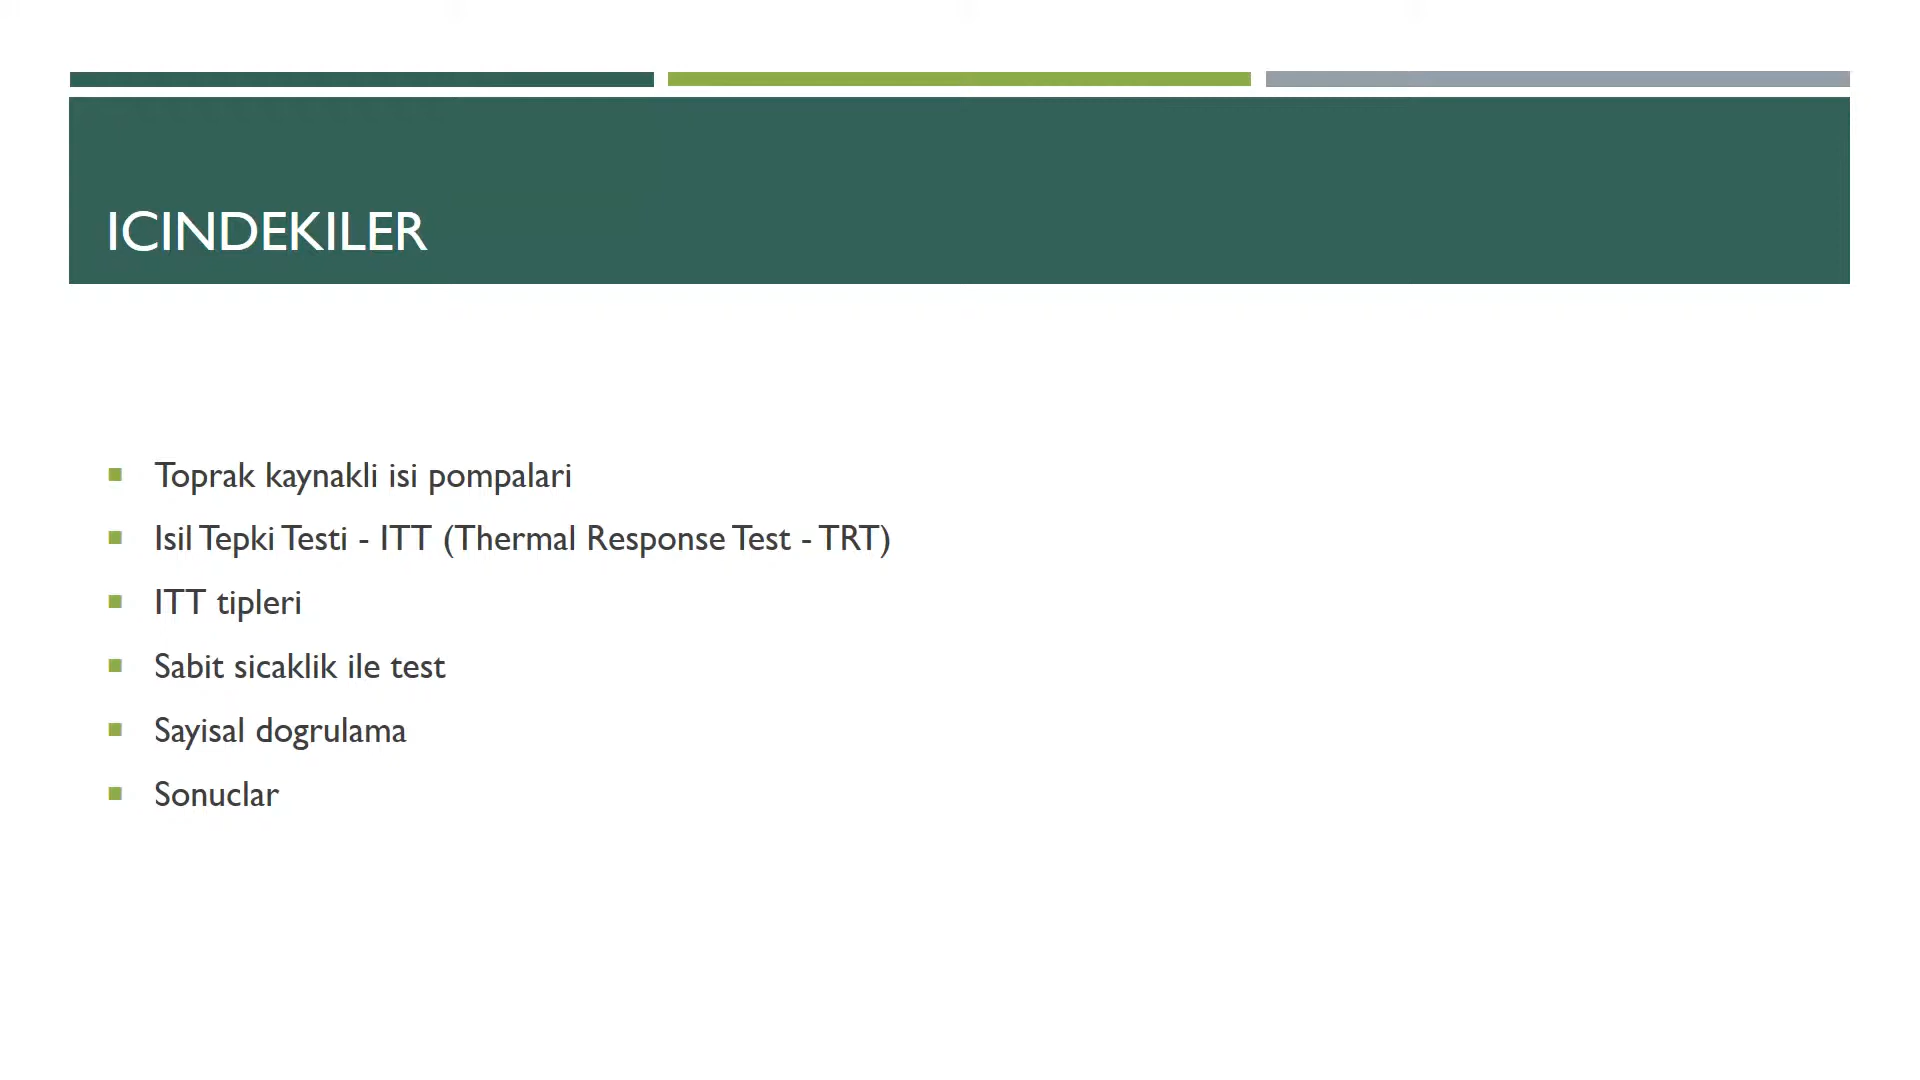 ICINDEKILER
Toprak kaynakli isi pompalari
Isil Tepki Testi - ITT (Thermal Response Test - TRT)
ITT tipleri
Sabit sicaklik ile test
Sayisal dogrulama
Sonuclar